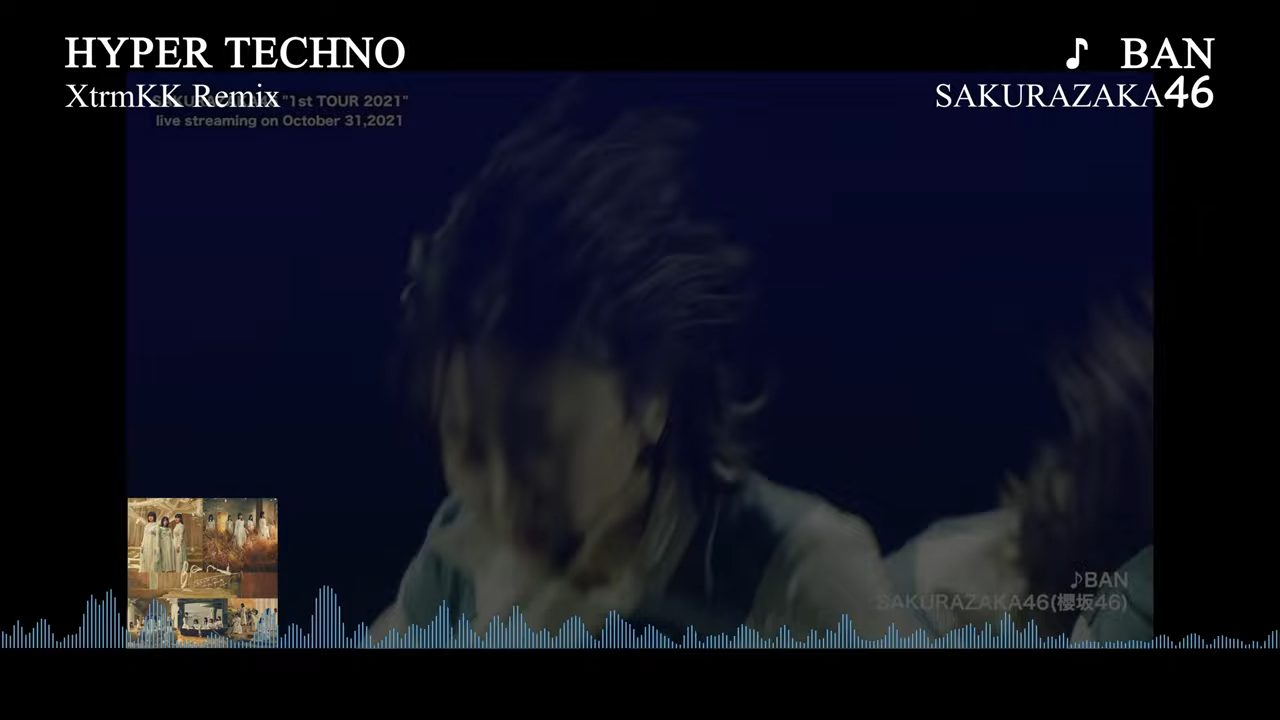 HYPER TECHNO
♪ BAN
XtrmKK Remix
SAKURAZAKA46
SAKURAZAKA46 "1st TOUR 2021"
live streaming on October 31,2021
♪BAN
SAKURAZAKA46(櫻坂46)